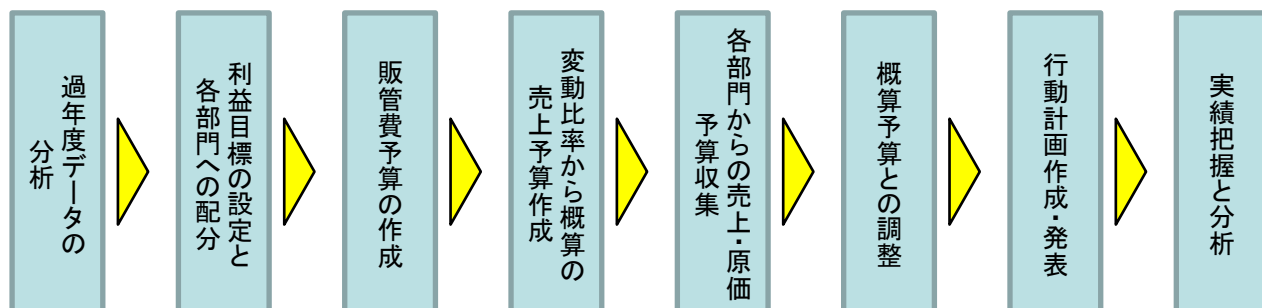 過年度データの
分析
利益目標の設定と
各部門への配分
販管費予算の作成
変動比率から概算の
売上予算作成
各部門からの売上・原価
予算収集
概算予算との調整
行動計画作成・発表
実績把握と分析